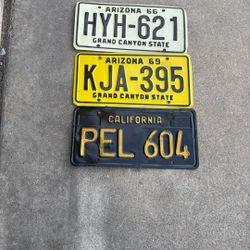 ARIZONA 66
HYH-621
GRAND CANYON STATE
ARIZONA 69
KJA-395
GRAND CANYON STATE
CALIFORNIA
PEL 604